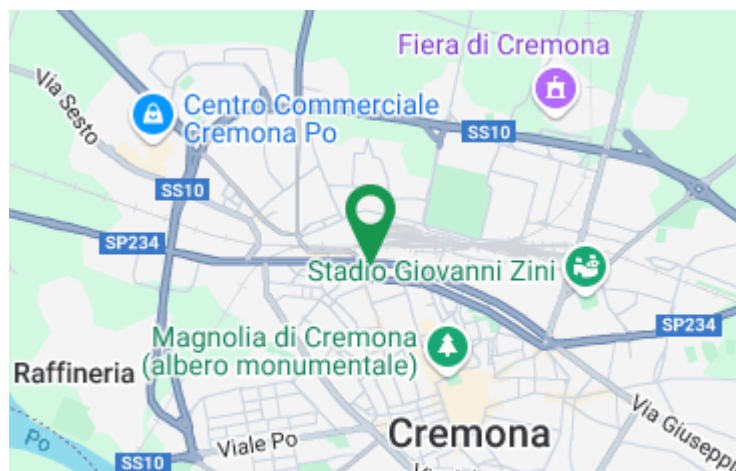 Fiera di Cremona
Via Sesto
Centro Commerciale
Cremona Po
SS10
SS10
SP234
Stadio Giovanni Zini
SP234
Magnolia di Cremona
(albero monumentale)
Raffineria
Via Giuseppe
Cremona
Po
Viale Po
SS10